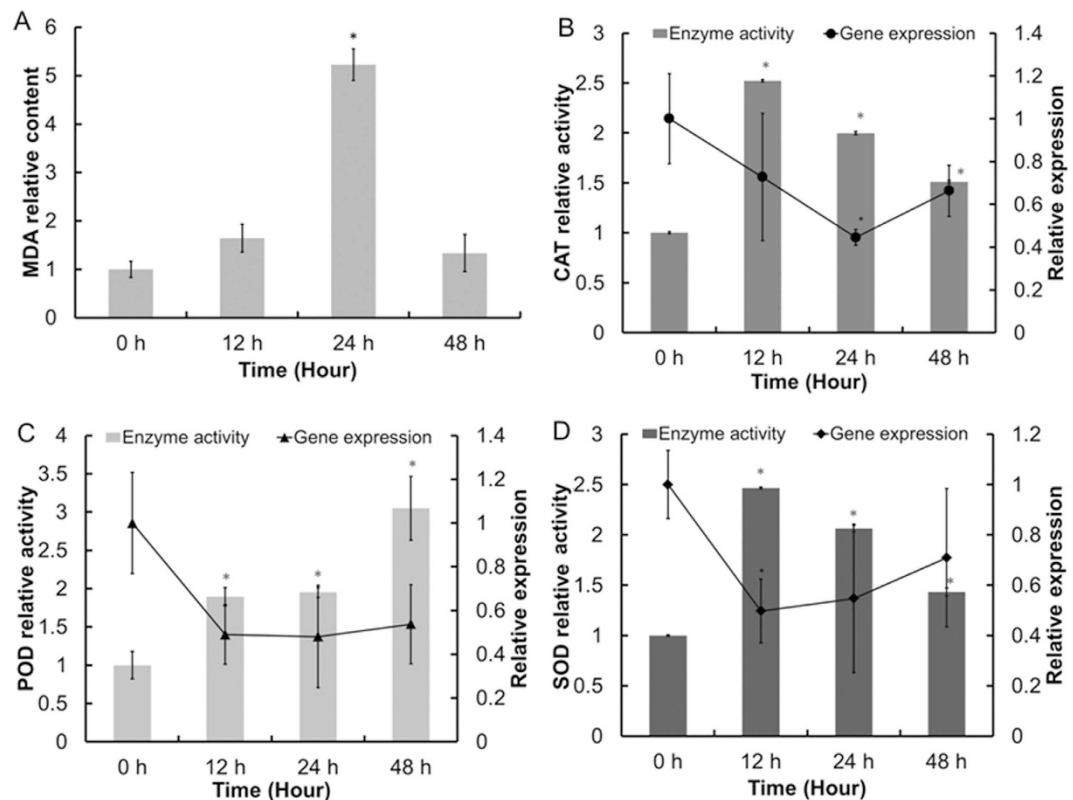 A
6
5
4
3
2
1
0
MDA relative content
*
0 h 12 h 24 h 48 h
Time (Hour)
B
Enzyme activity Gene expression
3
2.5
2
1.5
1
0.5
0
CAT relative activity
* * * *
1.4
1.2
1
0.8
0.6
0.4
0.2
0
Relative expression
0 h 12 h 24 h 48 h
Time (Hour)
C
Enzyme activity Gene expression
4
3.5
3
2.5
2
1.5
1
0.5
0
POD relative activity
* * *
1.4
1.2
1
0.8
0.6
0.4
0.2
0
Relative expression
0 h 12 h 24 h 48 h
Time (Hour)
D
Enzyme activity Gene expression
3
2.5
2
1.5
1
0.5
0
SOD relative activity
* * * *
1.2
1
0.8
0.6
0.4
0.2
0
Relative expression
0 h 12 h 24 h 48 h
Time (Hour)